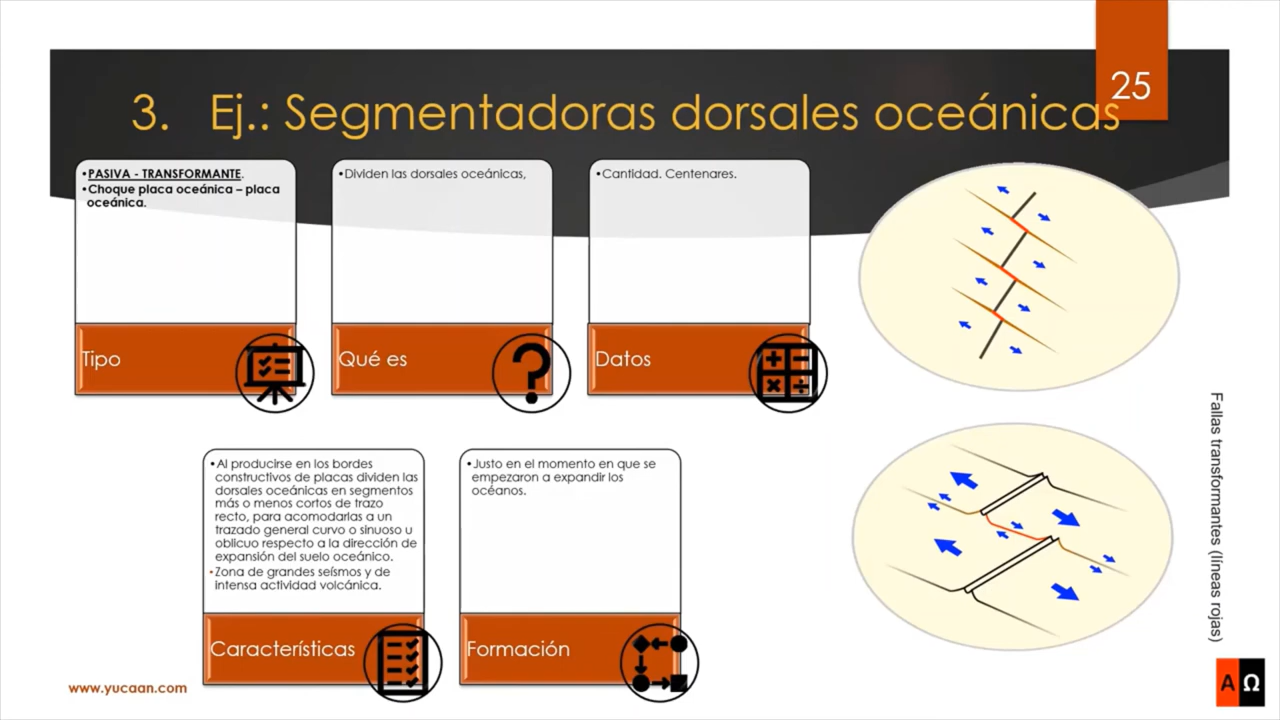 25
3. Ej.: Segmentadoras dorsales oceánicas
•PASIVA - TRANSFORMANTE.
•Choque placa oceánica – placa
oceánica.
Tipo
•Dividen las dorsales oceánicas,
Qué es
•Cantidad. Centenares.
Datos
•Al producirse en los bordes
constructivos de placas dividen las
dorsales oceánicas en segmentos
más o menos cortos de trazo
recto, para acomodarlas a un
trazado general curvo o sinuoso u
oblicuo respecto a la dirección de
expansión del suelo oceánico.
•Zona de grandes seísmos y de
intensa actividad volcánica.
Características
•Justo en el momento en que se
empezaron a expandir los
océanos.
Formación
Fallas transformantes (líneas rojas)
www.yucaan.com
A Ω